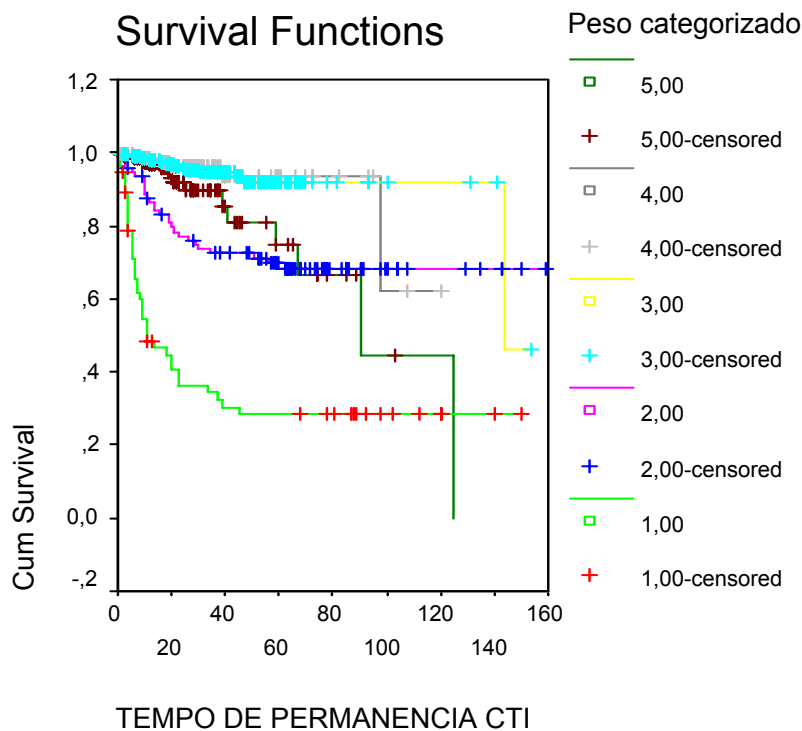 Survival Functions
Peso categorizado
5,00
5,00-censored
4,00
4,00-censored
3,00
3,00-censored
2,00
2,00-censored
1,00
1,00-censored
Cum Survival
1,2
1,0
,8
,6
,4
,2
0,0
-,2
0 40 60 100 160
20 60 80 120 140
TEMPO DE PERMANENCIA CTI